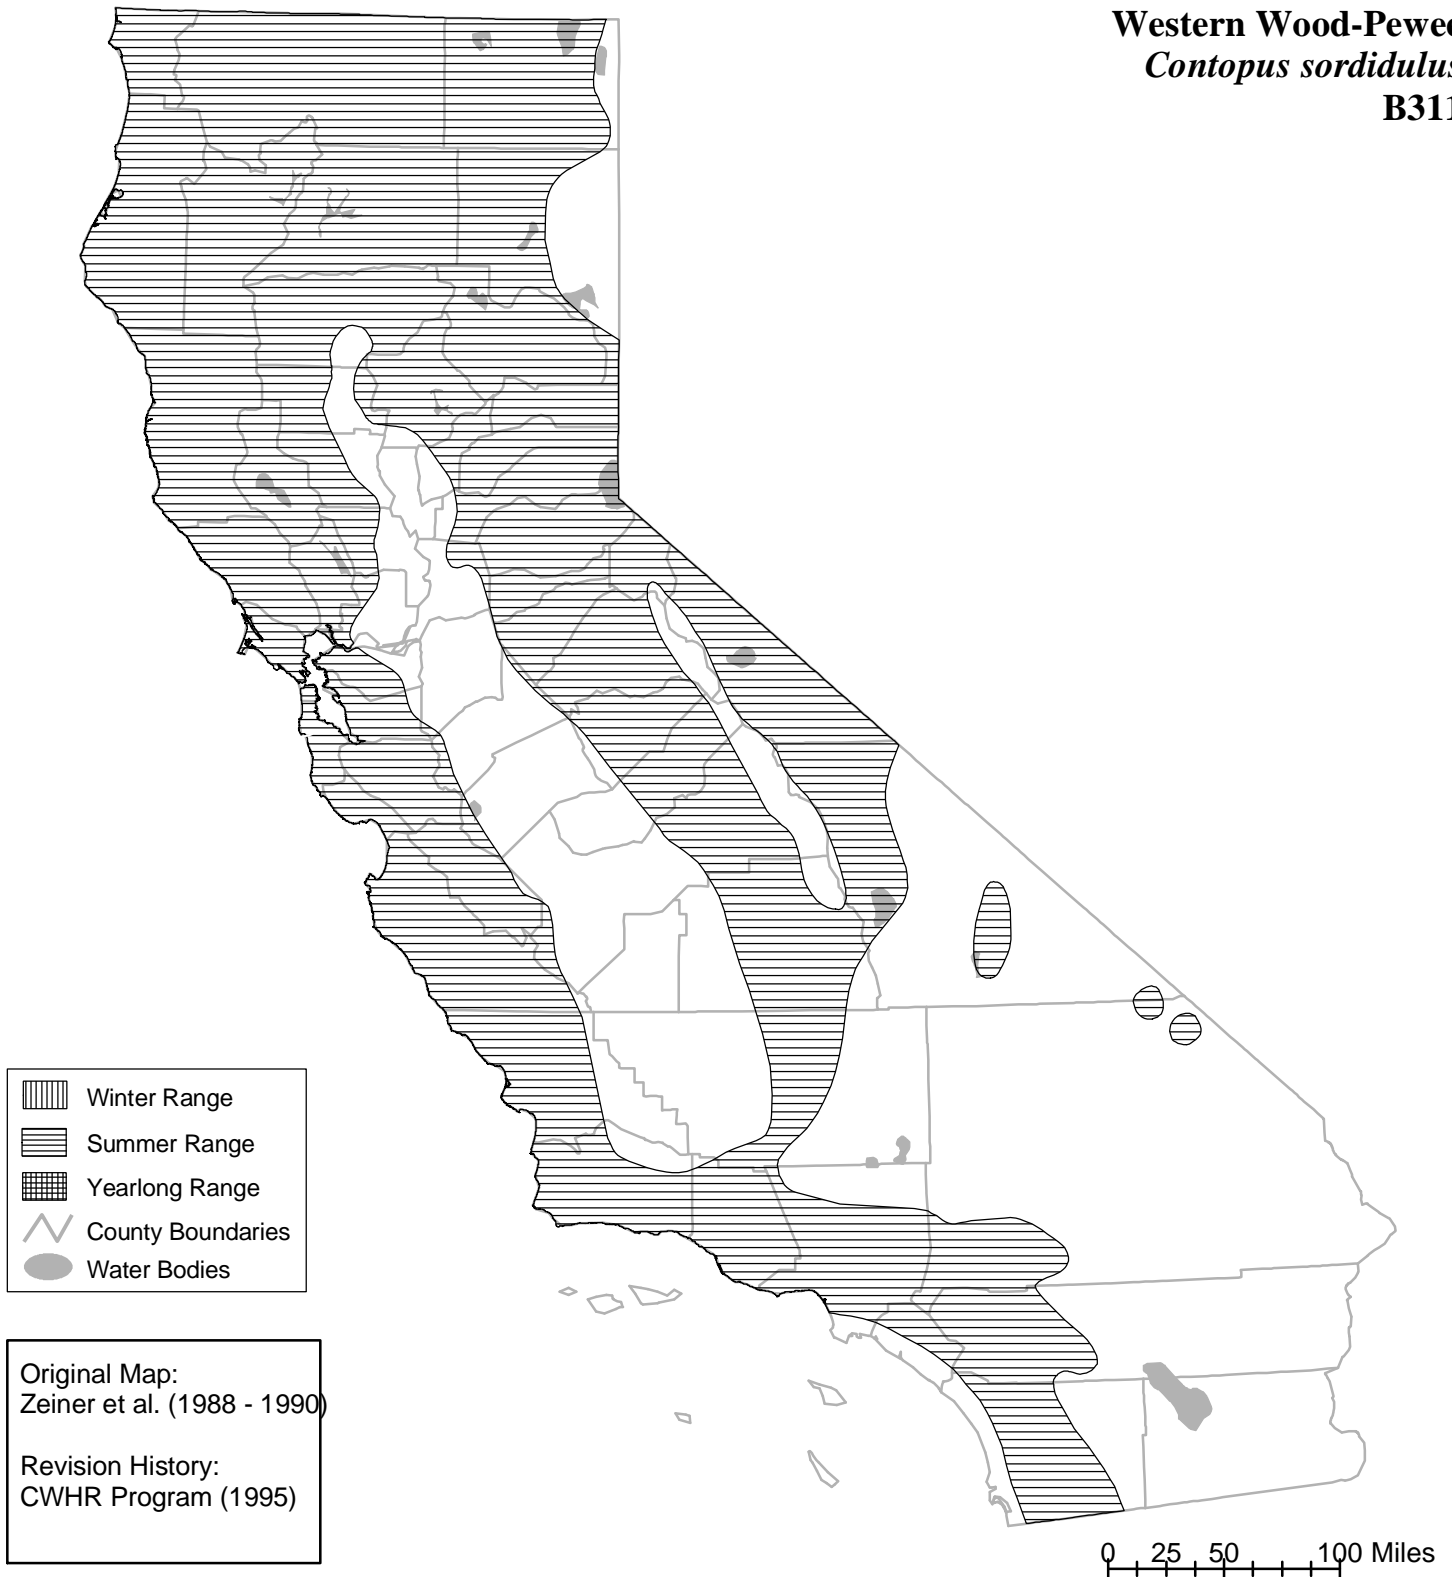 Western Wood-Pewee
Contopus sordidulus
B311
Winter Range
Summer Range
Yearlong Range
County Boundaries
Water Bodies
Original Map:
Zeiner et al. (1988 - 1990)
Revision History:
CWHR Program (1995)
0 25 50 100 Miles